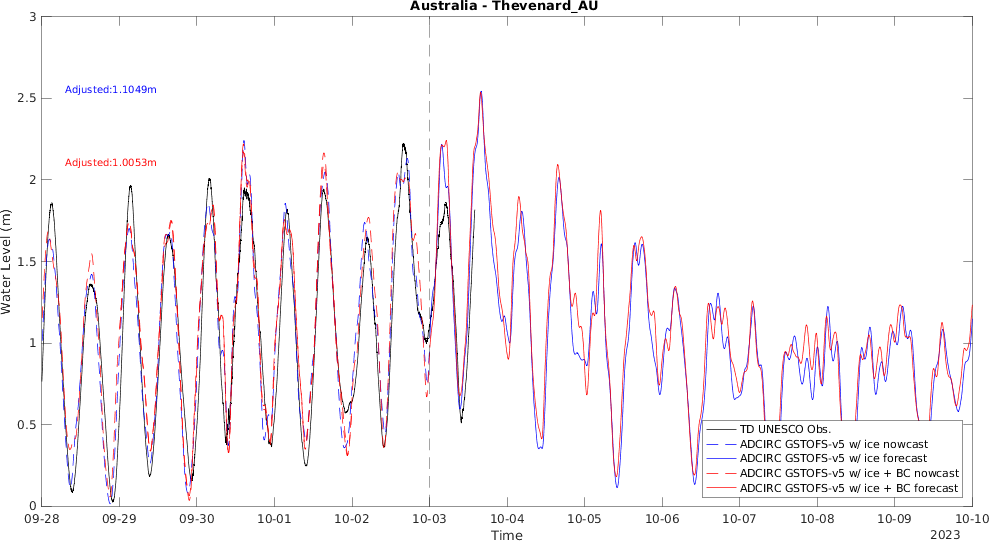 Australia - Thevenard_AU
3
2.5
2
1.5
1
0.5
0
Water Level (m)
Adjusted:1.1049m
Adjusted:1.0053m
TD UNESCO Obs.
ADCIRC GSTOFS-v5 w/ ice nowcast
ADCIRC GSTOFS-v5 w/ ice forecast
ADCIRC GSTOFS-v5 w/ ice + BC nowcast
ADCIRC GSTOFS-v5 w/ ice + BC forecast
09-28 09-29 09-30 10-01 10-02 10-03 10-04 10-05 10-06 10-07 10-08 10-09 10-10
Time
2023